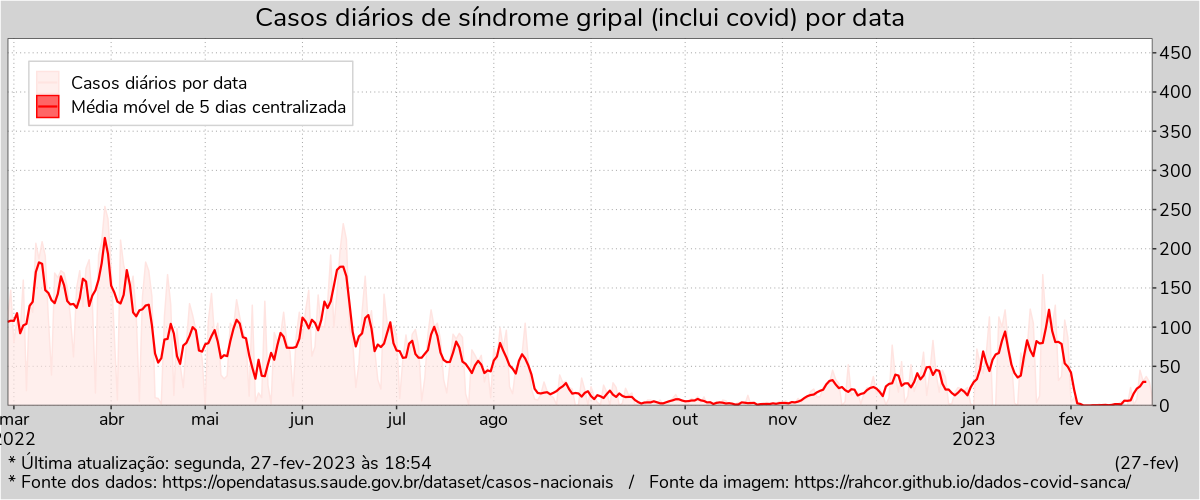 Casos diários de síndrome gripal (inclui covid) por data
Casos diários por data
Média móvel de 5 dias centralizada
450
400
350
300
250
200
150
100
50
0
mar abr mai jun jul ago set out nov dez jan fev
2022 2023
* Última atualização: segunda, 27-fev-2023 às 18:54 (27-fev)
* Fonte dos dados: https://opendatasus.saude.gov.br/dataset/casos-nacionais / Fonte da imagem: https://rahcor.github.io/dados-covid-sanca/